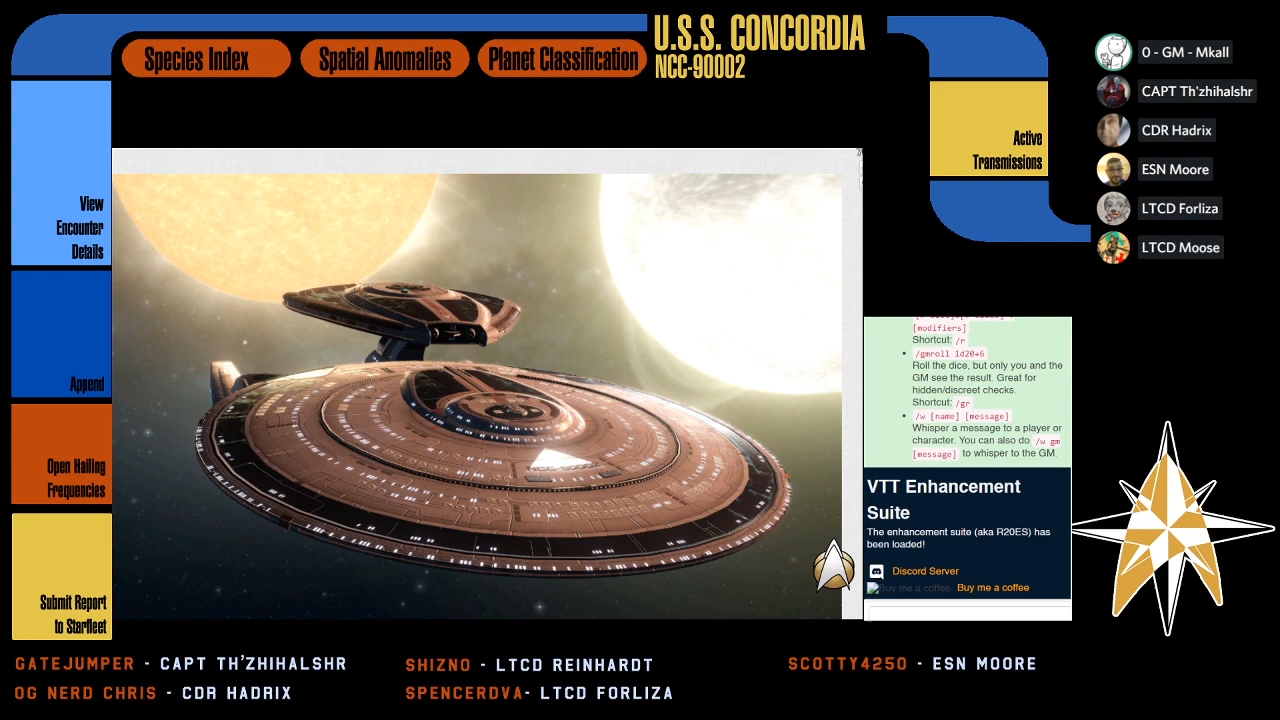 U.S.S. CONCORDIA
NCC-90002
Species Index
Spatial Anomalies
Planet Classification
View
Encounter
Details
Append
Open Hailing
Frequencies
Submit Report
to Starfleet
Active
Transmissions
0 - GM - Mkall
CAPT Th'zhihalshr
CDR Hadrix
ESN Moore
LTCD Forliza
LTCD Moose
[modifiers]
Shortcut: /r
• /gmroll 1d20+6
Roll the dice, but only you and the
GM see the result. Great for
hidden/discreet checks.
Shortcut: /gr
• /w [name] [message]
Whisper a message to a player or
character. You can also do /w gm
[message] to whisper to the GM.
VTT Enhancement
Suite
The enhancement suite (aka R20ES) has
been loaded!
Discord Server
Buy me a coffee Buy me a coffee
GATEJUMPER - CAPT TH'ZHIHALSHR
OG NERD CHRIS - CDR HADRIX
SHIZNO - LTCD REINHARDT
SPENCERDVA- LTCD FORLIZA
SCOTTY4250 - ESN MOORE